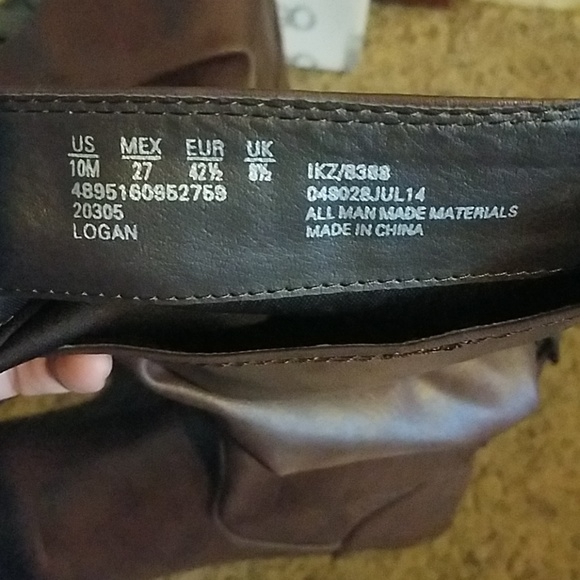 US MEX EUR UK
10M 27 42½ 8½
4895160952759
20305
LOGAN
IKZ/8388
048028JUL14
ALL MAN MADE MATERIALS
MADE IN CHINA